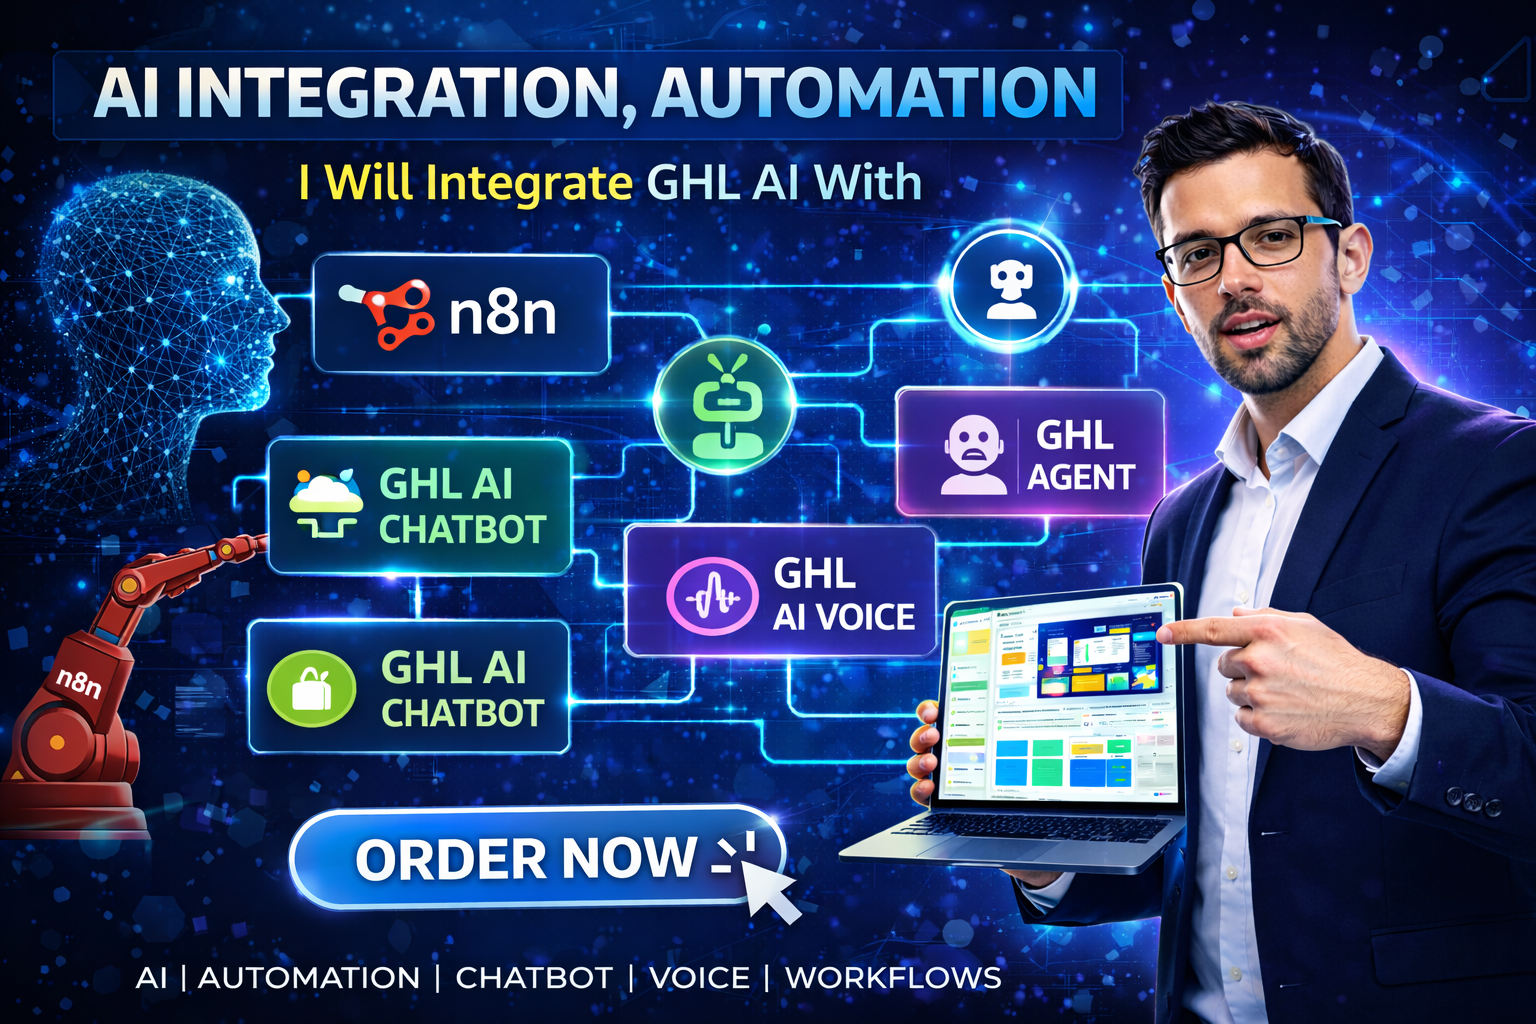 AI INTEGRATION, AUTOMATION
I Will Integrate GHL AI With
n8n
GHL AI
CHATBOT
GHL
AGENT
GHL
AI VOICE
n8n
GHL AI
CHATBOT
ORDER NOW
AI | AUTOMATION | CHATBOT | VOICE | WORKFLOWS